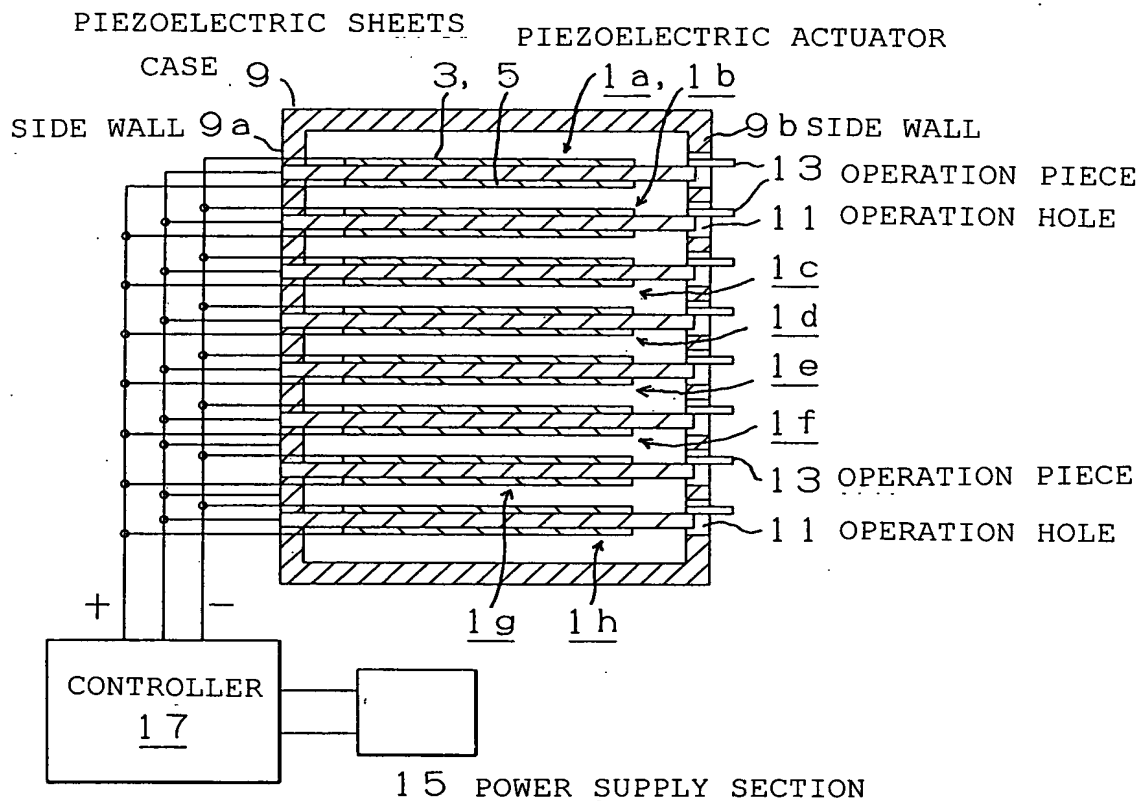 PIEZOELECTRIC SHEETS
PIEZOELECTRIC ACTUATOR
CASE 9
3, 5
1a, 1b
SIDE WALL 9a
9b SIDE WALL
5
13 OPERATION PIECE
11 OPERATION HOLE
1c
1d
1e
1f
13 OPERATION PIECE
11 OPERATION HOLE
+
−
1g
1h
CONTROLLER
17
15 POWER SUPPLY SECTION